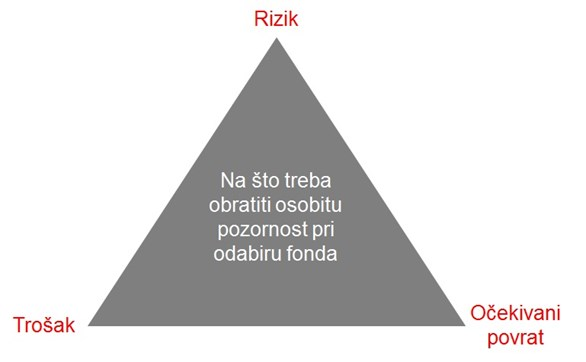 Rizik
Na što treba
obratiti osobitu
pozornost pri
odabiru fonda
Trošak
Očekivani
povrat